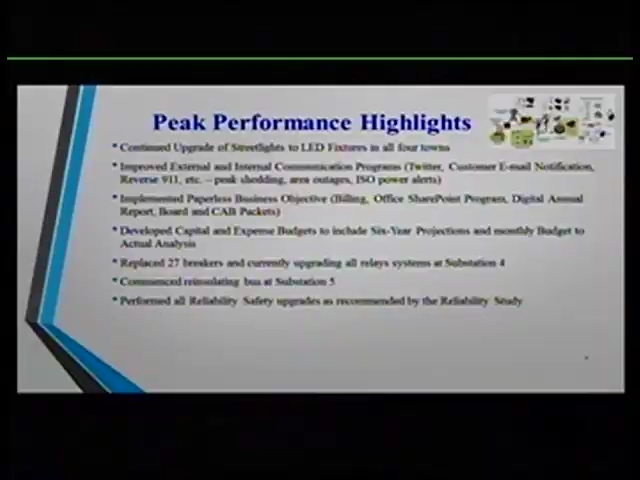 Peak Performance Highlights
• Continued Upgrade of Streetlights to LED Fixtures in all four towns
• Improved External and Internal Communication Programs (Twitter, Customer E-mail Notification,
Reverse 911, etc. – peak shedding, area outages, ISO power alerts)
• Implemented Paperless Business Objective (Billing, Office SharePoint Program, Digital Annual
Report, Board and CAB Packets)
• Developed Capital and Expense Budgets to include Six-Year Projections and monthly Budget to
Actual Analysis
• Replaced 27 breakers and currently upgrading all relays systems at Substation 4
• Commenced reinsulating bus at Substation 5
• Performed all Reliability Safety upgrades as recommended by the Reliability Study